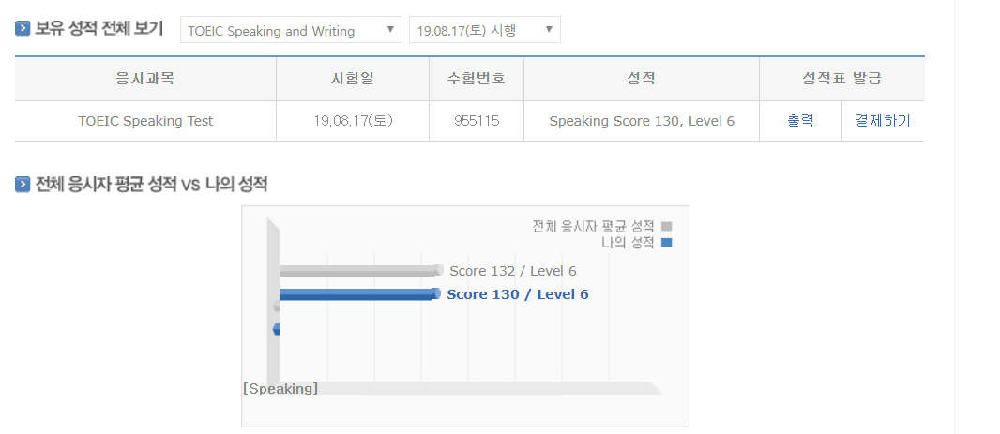 보유 성적 전체 보기 TOEIC Speaking and Writing 19.08.17(토) 시행
응시과목 시험일 수험번호 성적 성적표 발급
TOEIC Speaking Test 19.08.17(토) 955115 Speaking Score 130, Level 6 출력 결제하기
전체 응시자 평균 성적 VS 나의 성적
전체 응시자 평균 성적
나의 성적
Score 132 / Level 6
Score 130 / Level 6
[Speaking]